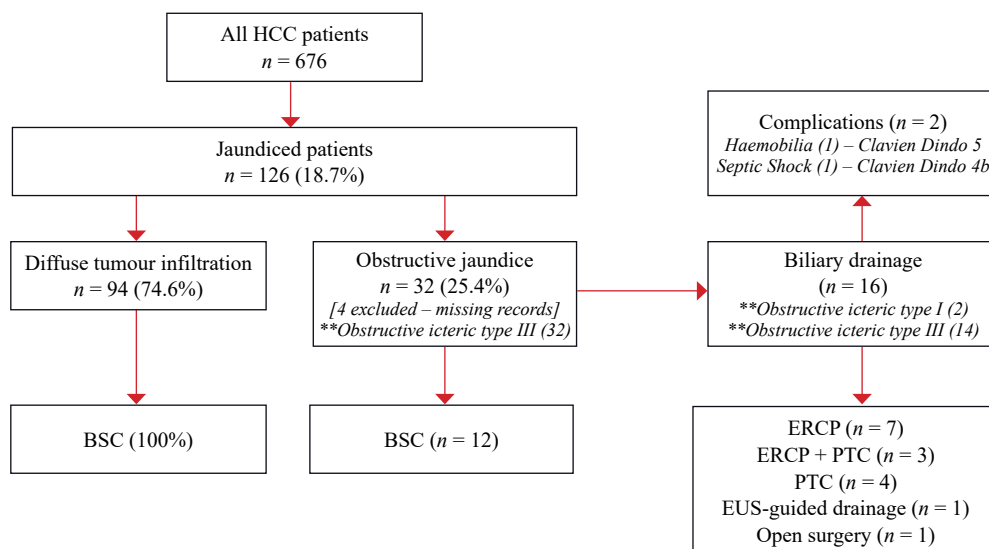 All HCC patients
n = 676
Jaundiced patients
n = 126 (18.7%)
Diffuse tumour infiltration
n = 94 (74.6%)
BSC (100%)
Obstructive jaundice
n = 32 (25.4%)
[4 excluded – missing records]
**Obstructive icteric type III (32)
BSC (n = 12)
Complications (n = 2)
Haemobilia (1) – Clavien Dindo 5
Septic Shock (1) – Clavien Dindo 4b
Biliary drainage
(n = 16)
**Obstructive icteric type I (2)
**Obstructive icteric type III (14)
ERCP (n = 7)
ERCP + PTC (n = 3)
PTC (n = 4)
EUS-guided drainage (n = 1)
Open surgery (n = 1)